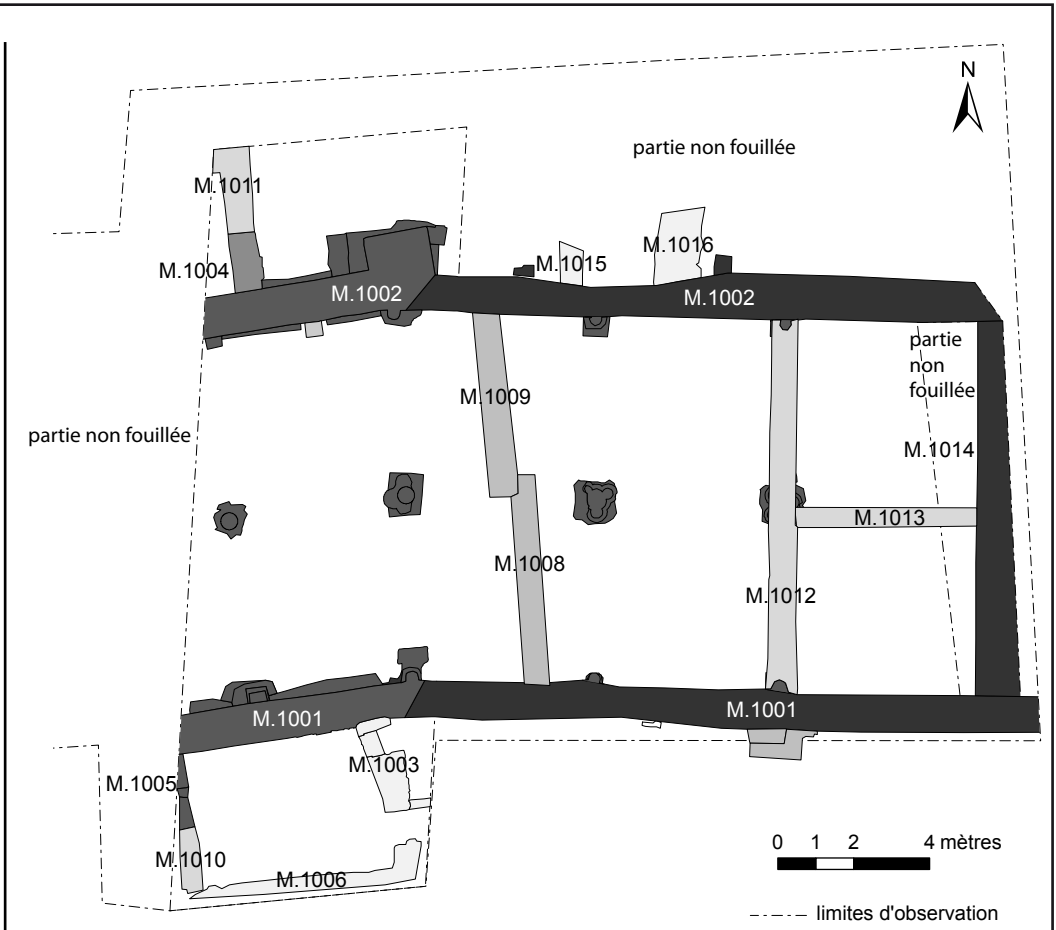 N
partie non fouillée
M.1011
M.1016
M.1015
M.1004
M.1002
M.1002
partie
non
fouillée
M.1009
partie non fouillée
M.1014
M.1013
M.1008
M.1012
M.1001
M.1001
M.1003
M.1005
M.1010
M.1006
0 1 2 4 mètres
limites d'observation